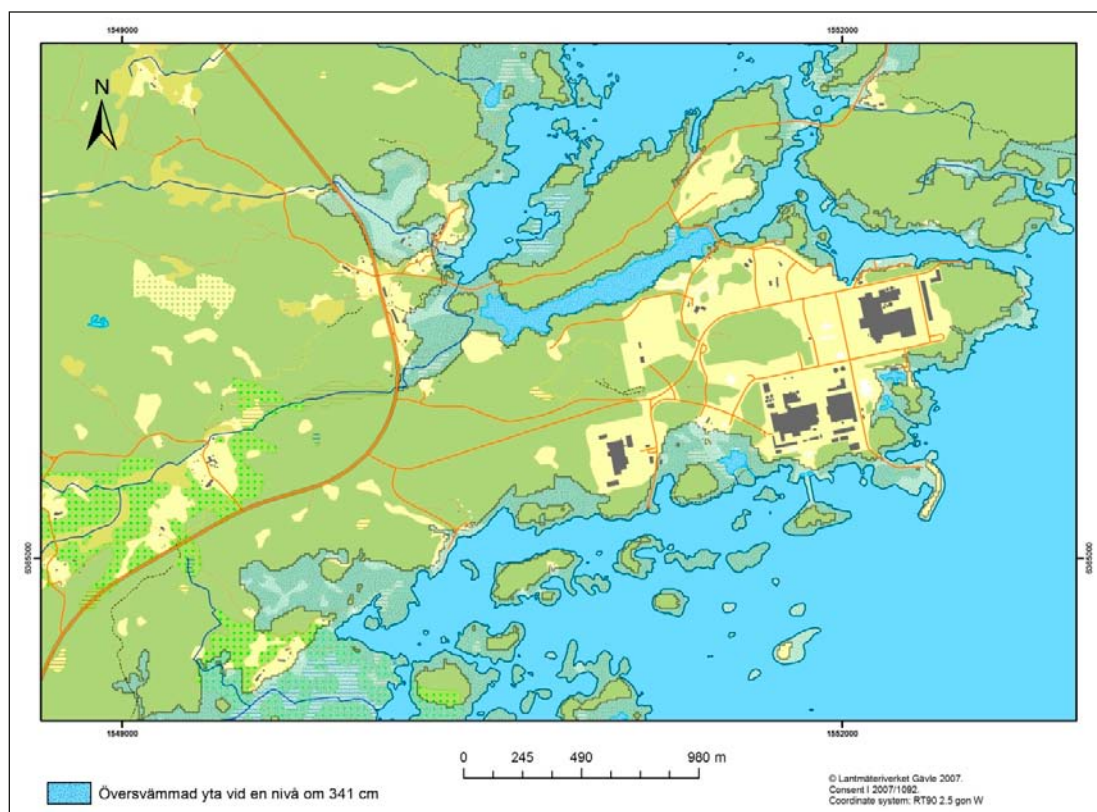 1549000 1552000
N
6365000 6365000
1549000 1552000
0 245 490 980 m
Översvämmad yta vid en nivå om 341 cm
© Lantmäteriverket Gävle 2007.
Consent I 2007/1092.
Coordinate system: RT90 2.5 gon W